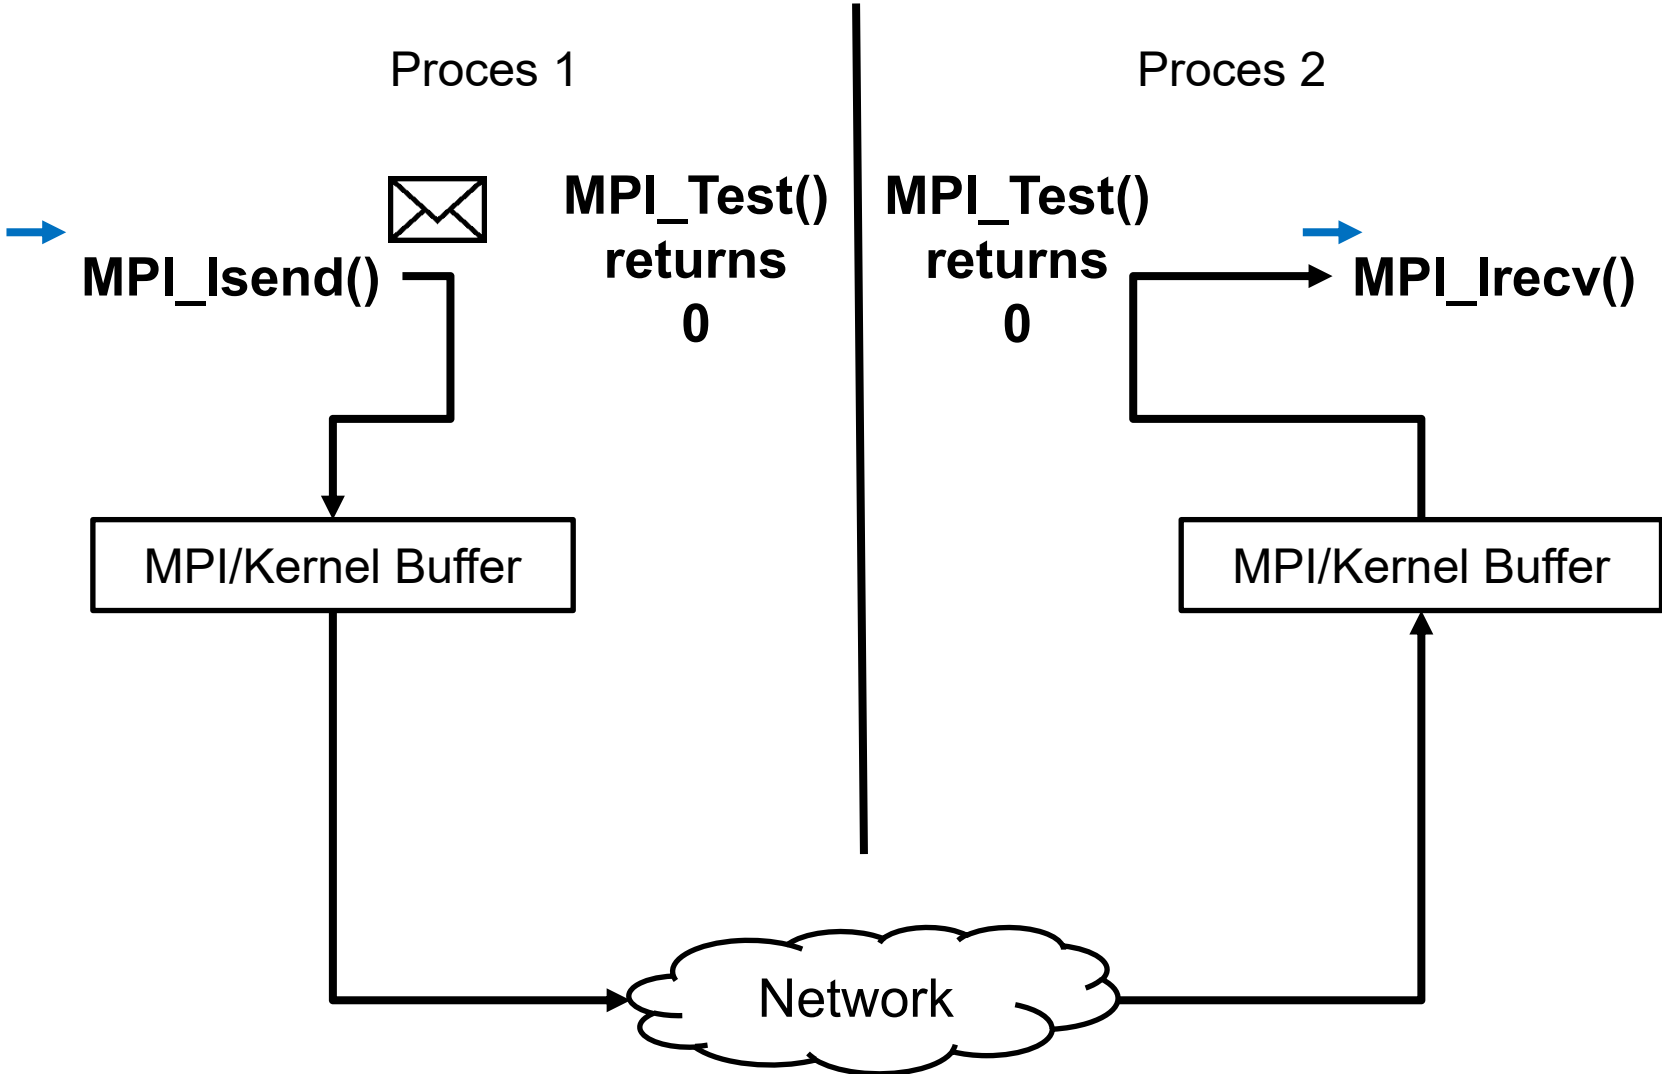 Proces 1
Proces 2
MPI_Test()
returns
0
MPI_Test()
returns
0
MPI_Isend()
MPI_Irecv()
MPI/Kernel Buffer
MPI/Kernel Buffer
Network